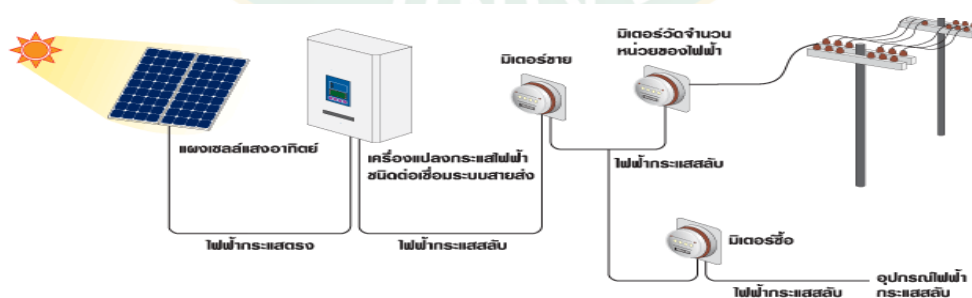 มิเตอร์วัดจำนวน
หน่วยของไฟฟ้า
มิเตอร์ขาย
แผงเซลล์แสงอาทิตย์
เครื่องแปลงกระแสไฟฟ้า
ชนิดต่อเชื่อมระบบสายส่ง
ไฟฟ้ากระแสสลับ
ไฟฟ้ากระแสตรง
ไฟฟ้ากระแสสลับ
มิเตอร์ซื้อ
ไฟฟ้ากระแสสลับ
อุปกรณ์ไฟฟ้า
กระแสสลับ